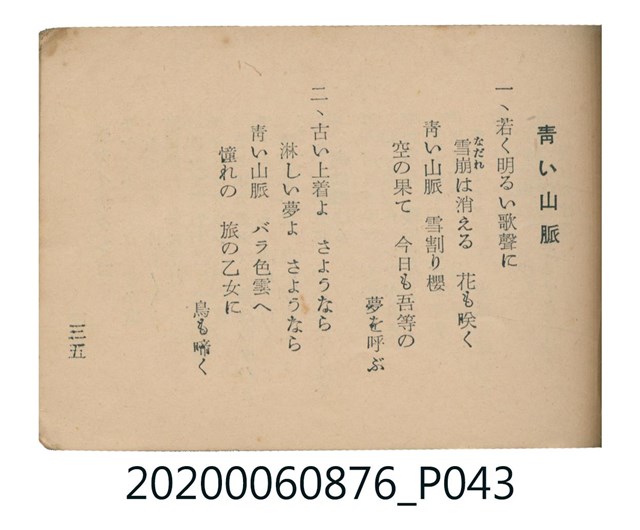 靑い山脈
一、若く明るい歌聲に
なだれ
雪崩は消える 花も咲く
靑い山脈 雪割り櫻
空の果て 今日も吾等の
夢を呼ぶ
二、古い上着よ さようなら
淋しい夢よ さようなら
靑い山脈 バラ色雲へ
憧れの 旅の乙女に
鳥も啼く
三五
20200060876_P043